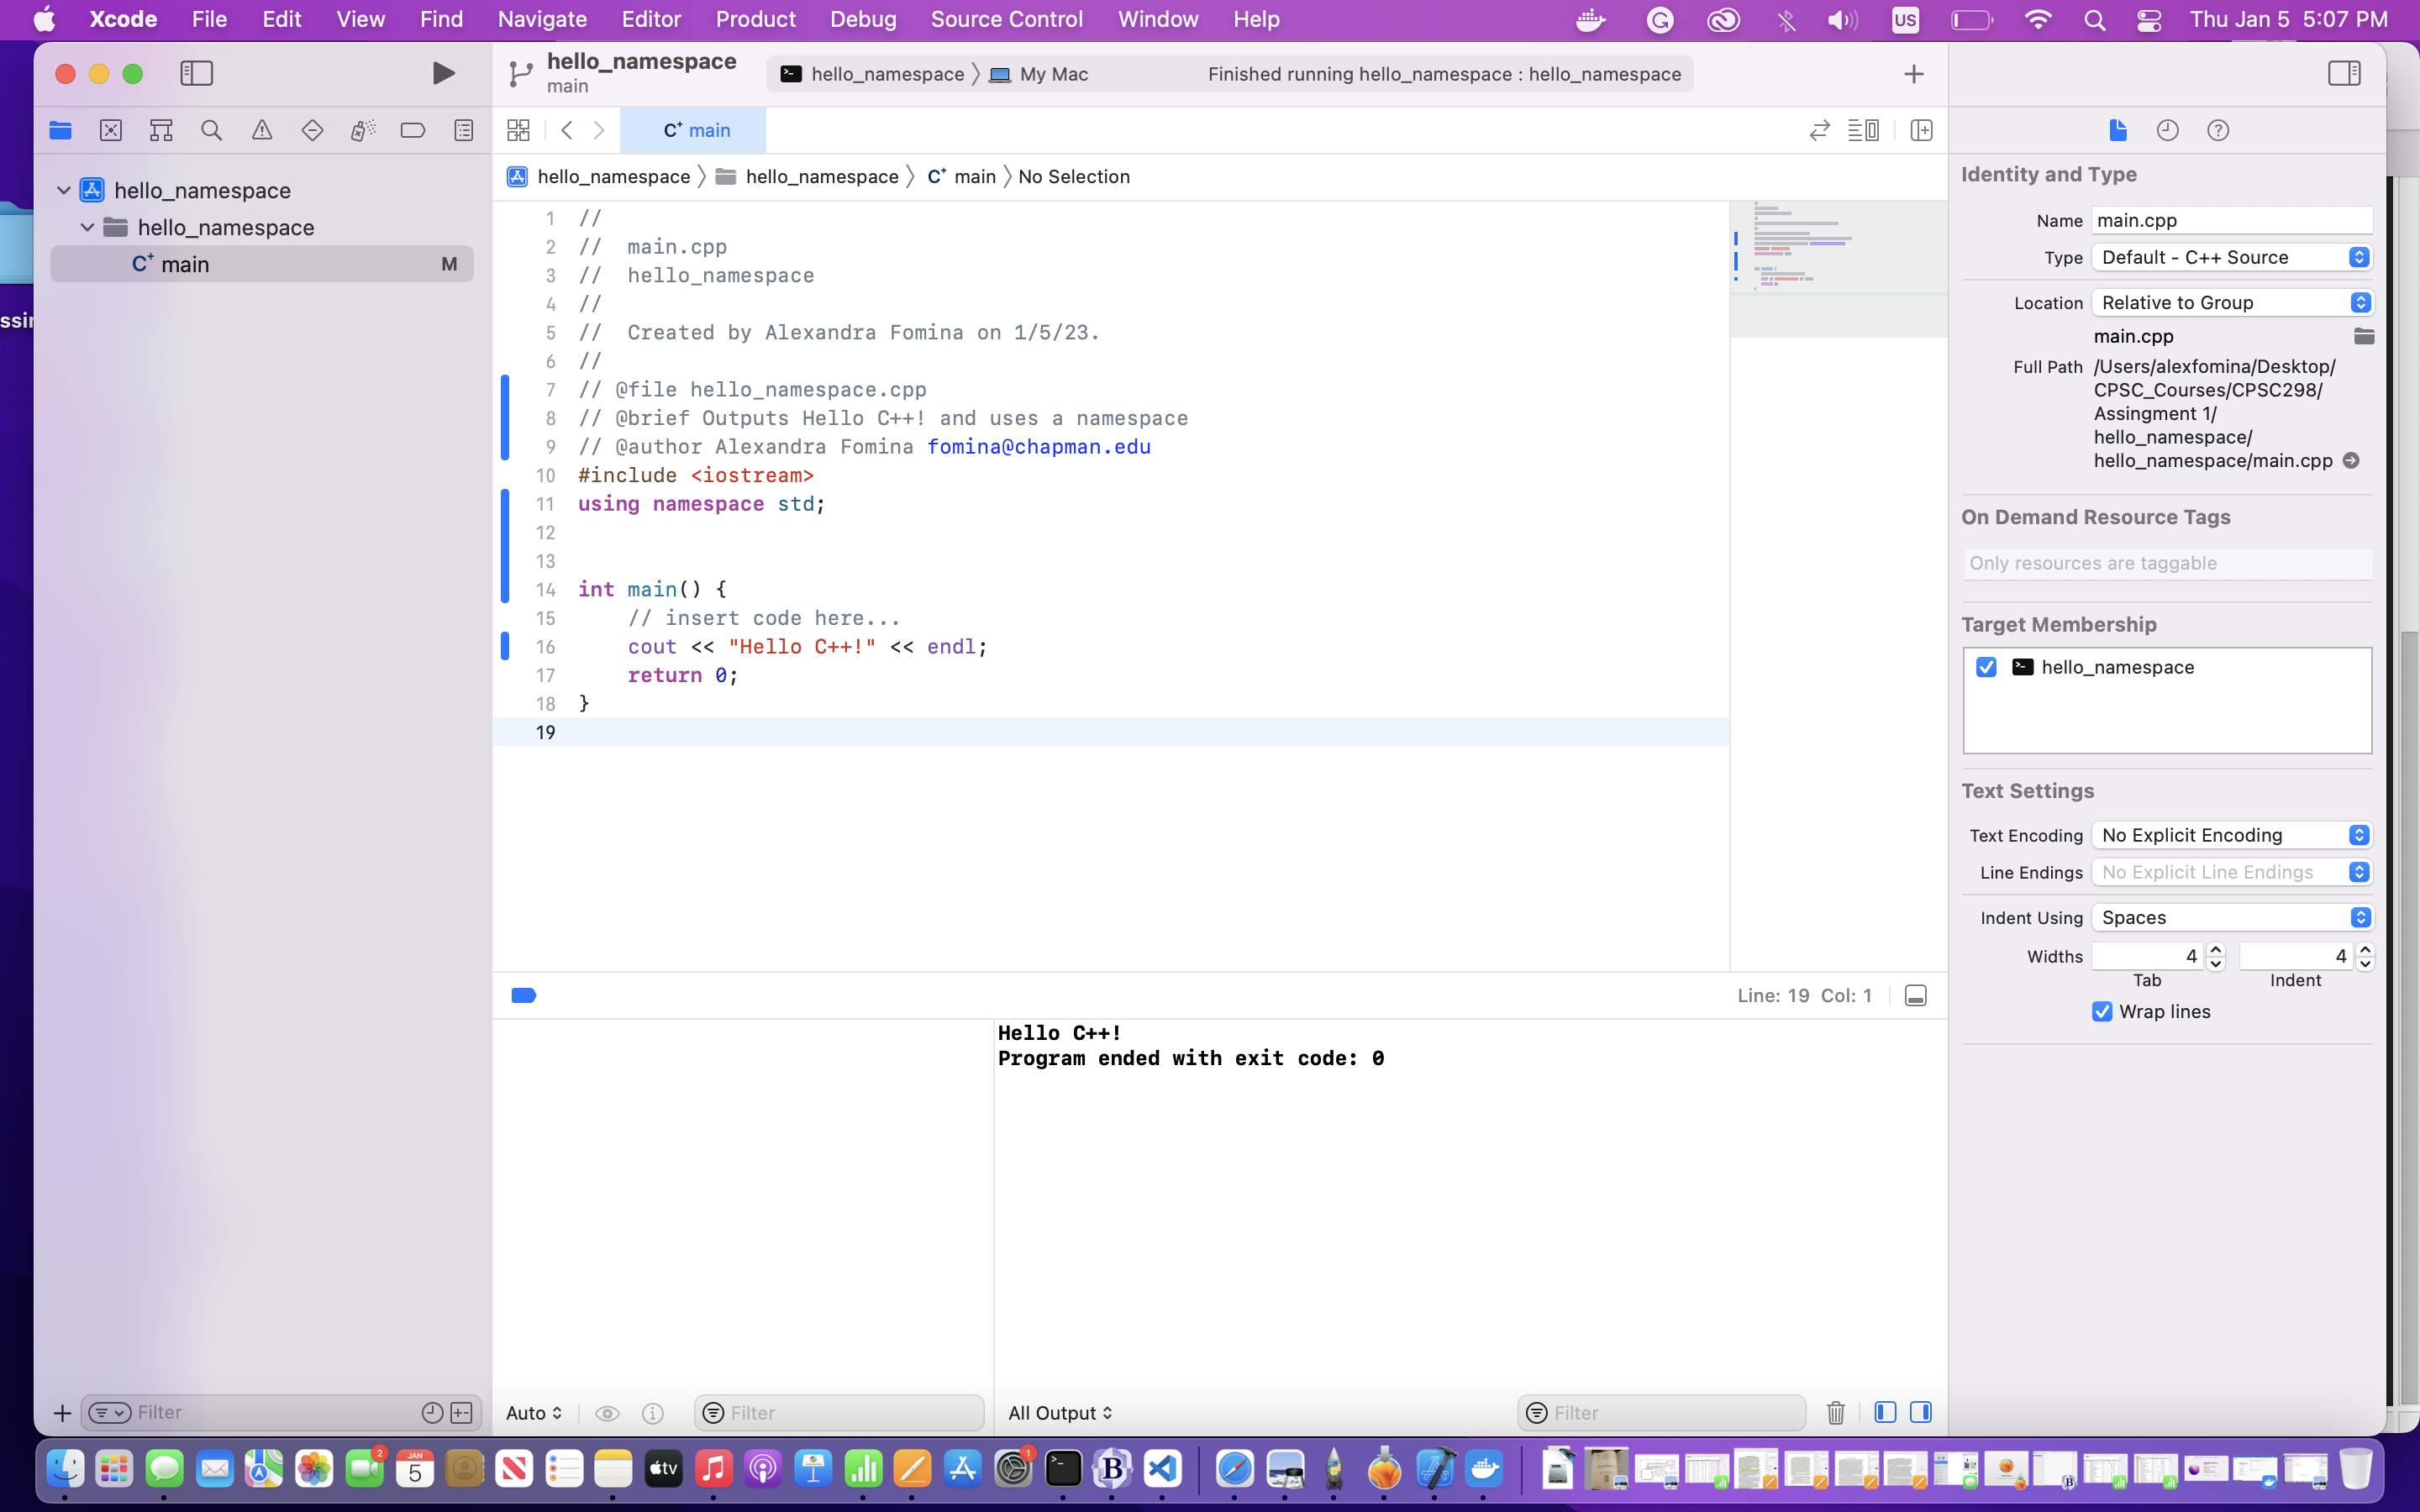 Xcode File Edit View Find Navigate Editor Product Debug Source Control Window Help US Thu Jan 5 5:07 PM
hello_namespace
main
hello_namespace My Mac Finished running hello_namespace : hello_namespace
C+ main
hello_namespace
hello_namespace
C+ main M
hello_namespace hello_namespace C+ main No Selection
1 //
2 //  main.cpp
3 //  hello_namespace
4 //
5 //  Created by Alexandra Fomina on 1/5/23.
6 //
7 // @file hello_namespace.cpp
8 // @brief Outputs Hello C++! and uses a namespace
9 // @author Alexandra Fomina fomina@chapman.edu
10 #include <iostream>
11 using namespace std;
12
13
14 int main() {
15     // insert code here...
16     cout << "Hello C++!" << endl;
17     return 0;
18 }
19
Line: 19 Col: 1
Hello C++!
Program ended with exit code: 0
Filter
Auto
Filter
All Output
Filter
Identity and Type
Name main.cpp
Type Default - C++ Source
Location Relative to Group
main.cpp
Full Path /Users/alexfomina/Desktop/
CPSC_Courses/CPSC298/
Assingment 1/
hello_namespace/
hello_namespace/main.cpp
On Demand Resource Tags
Only resources are taggable
Target Membership
hello_namespace
Text Settings
Text Encoding No Explicit Encoding
Line Endings No Explicit Line Endings
Indent Using Spaces
Widths 4 4
Tab Indent
Wrap lines
ssin
2
JAN
5
tv
1
B